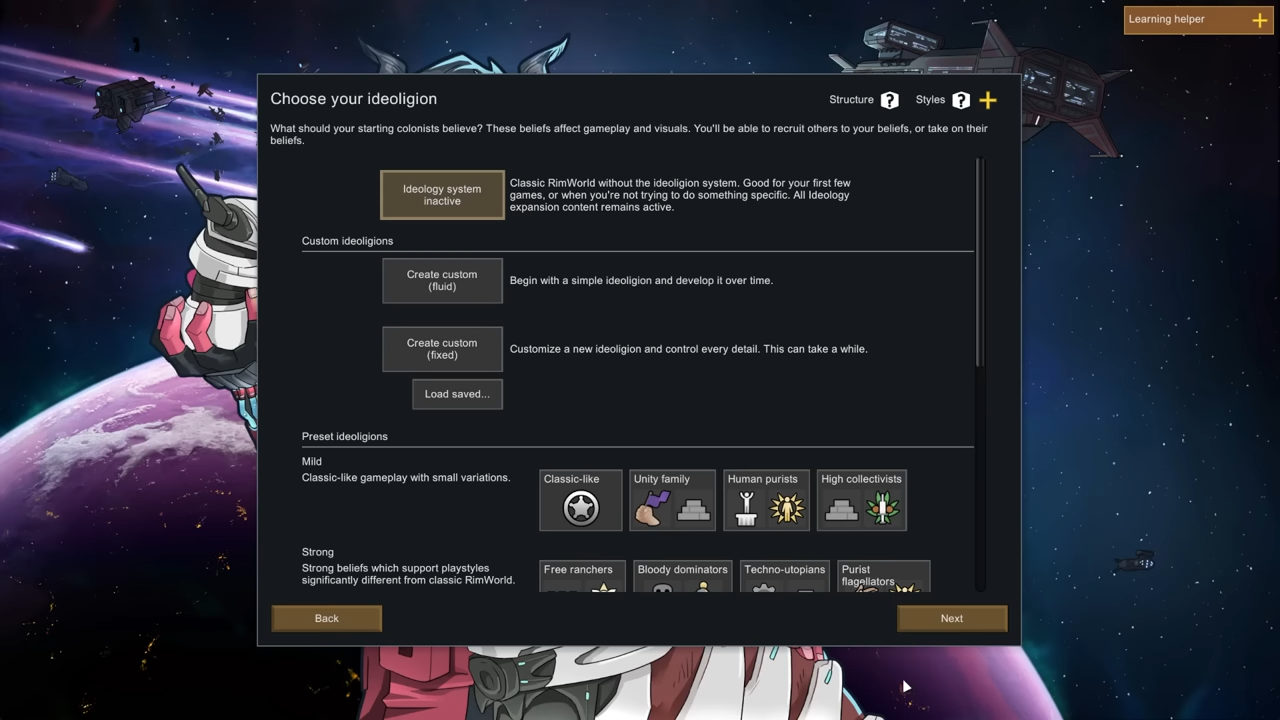 Learning helper
Choose your ideoligion
Structure ? Styles ?
What should your starting colonists believe? These beliefs affect gameplay and visuals. You'll be able to recruit others to your beliefs, or take on their
beliefs.
Ideology system
inactive
Classic RimWorld without the ideoligion system. Good for your first few
games, or when you're not trying to do something specific. All Ideology
expansion content remains active.
Custom ideoligions
Create custom
(fluid)
Begin with a simple ideoligion and develop it over time.
Create custom
(fixed)
Customize a new ideoligion and control every detail. This can take a while.
Load saved...
Preset ideoligions
Mild
Classic-like gameplay with small variations.
Classic-like
Unity family
Human purists
High collectivists
Strong
Strong beliefs which support playstyles
significantly different from classic RimWorld.
Free ranchers
Bloody dominators
Techno-utopians
Purist
flagellators
Back
Next